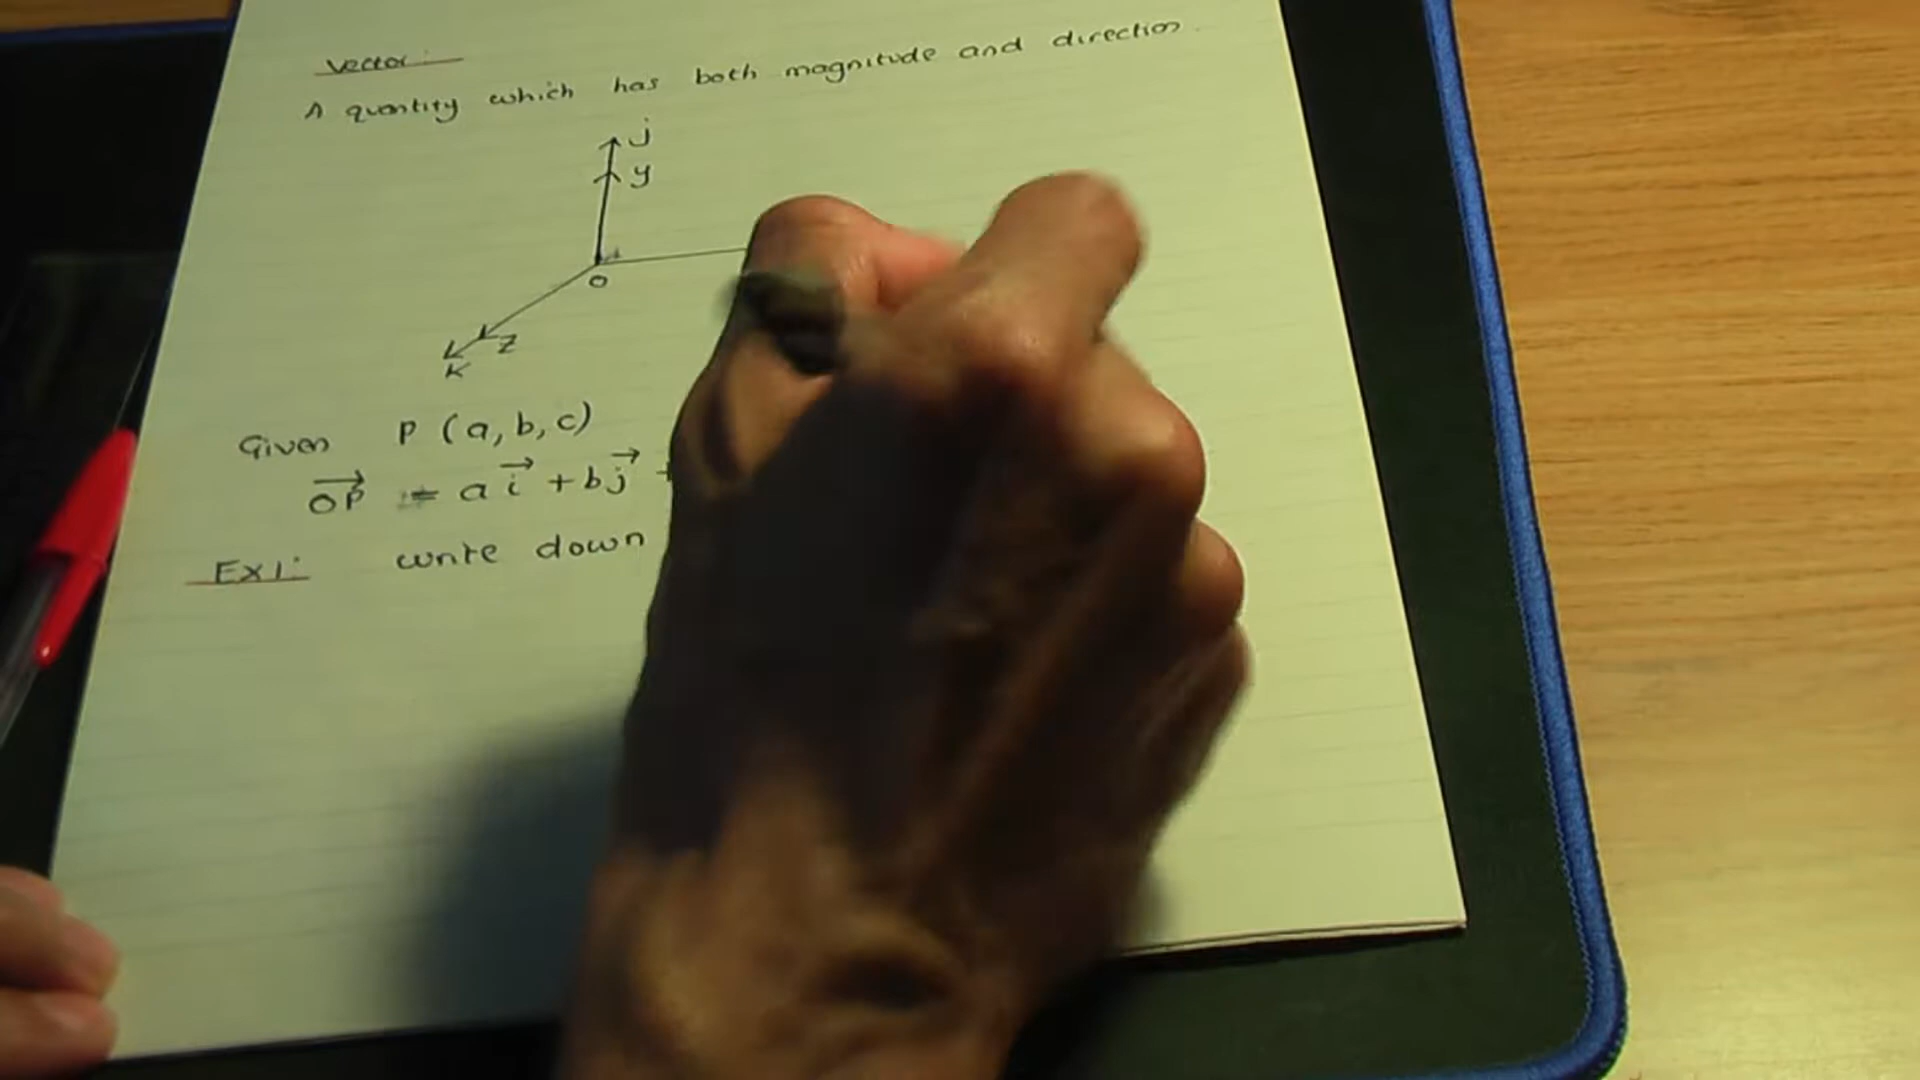 Vector:
A quantity which has both magnitude and direction.
j
y
O
Z
K
Given P (a, b, c)
OP = a i + b j +
EX1: write down